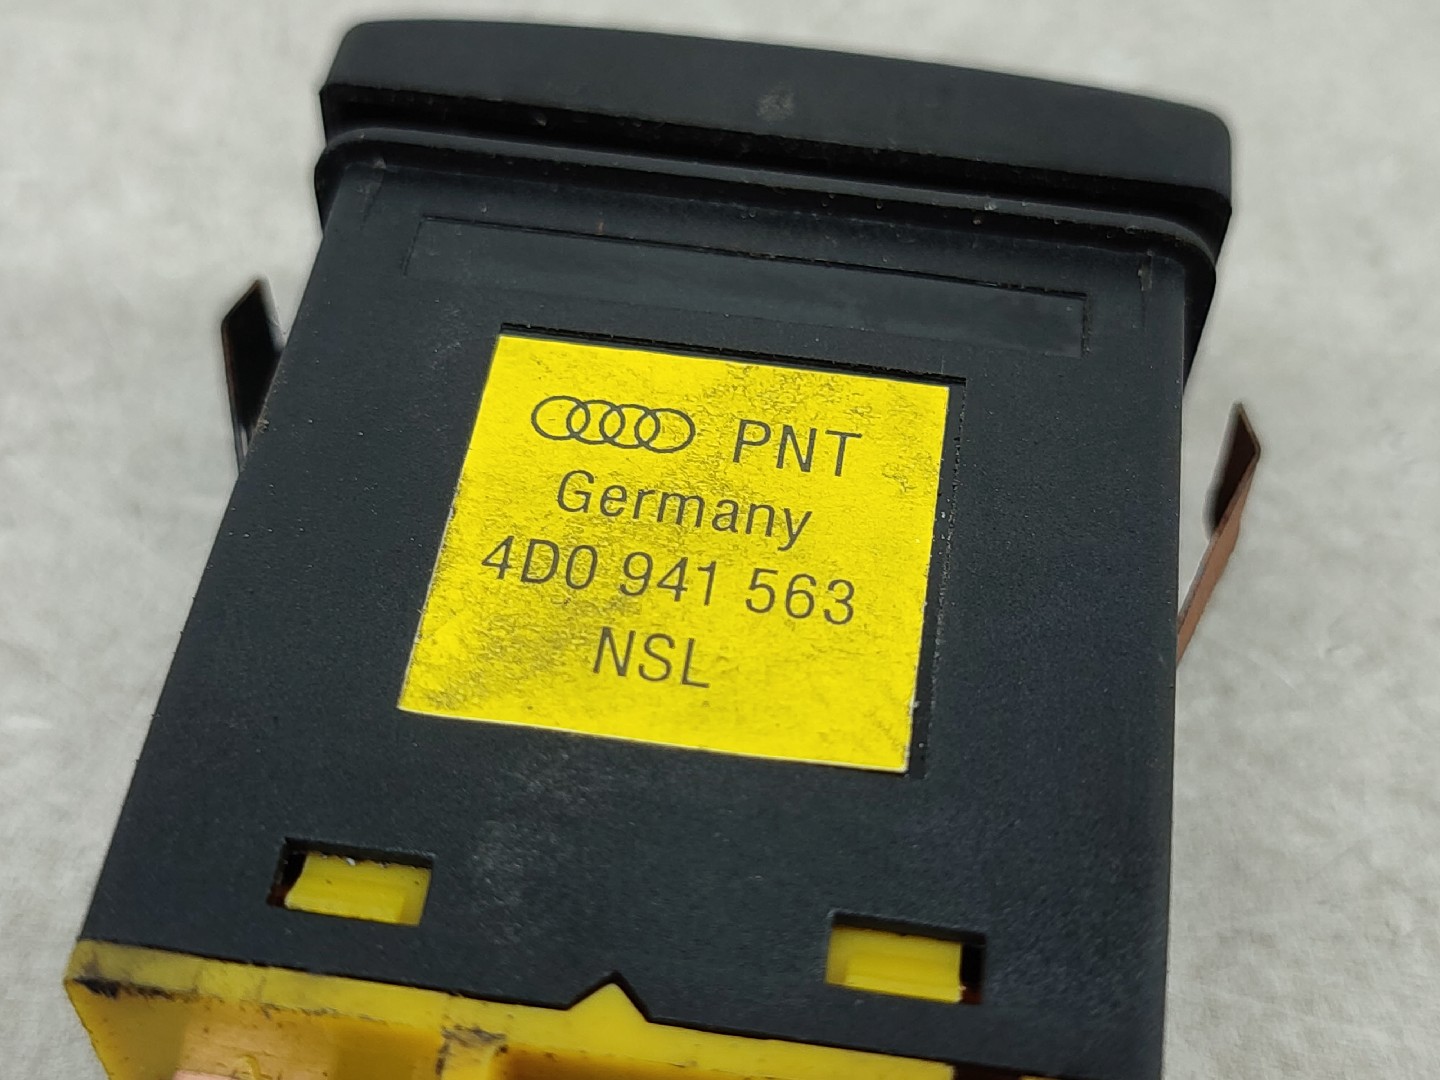 PNT
Germany
4D0 941 563
NSL